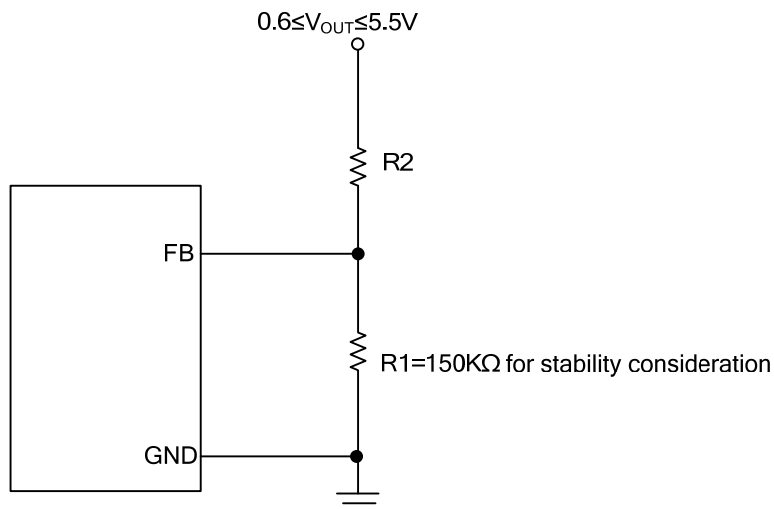 0.6≤VOUT≤5.5V
R2
FB
R1=150KΩ for stability consideration
GND